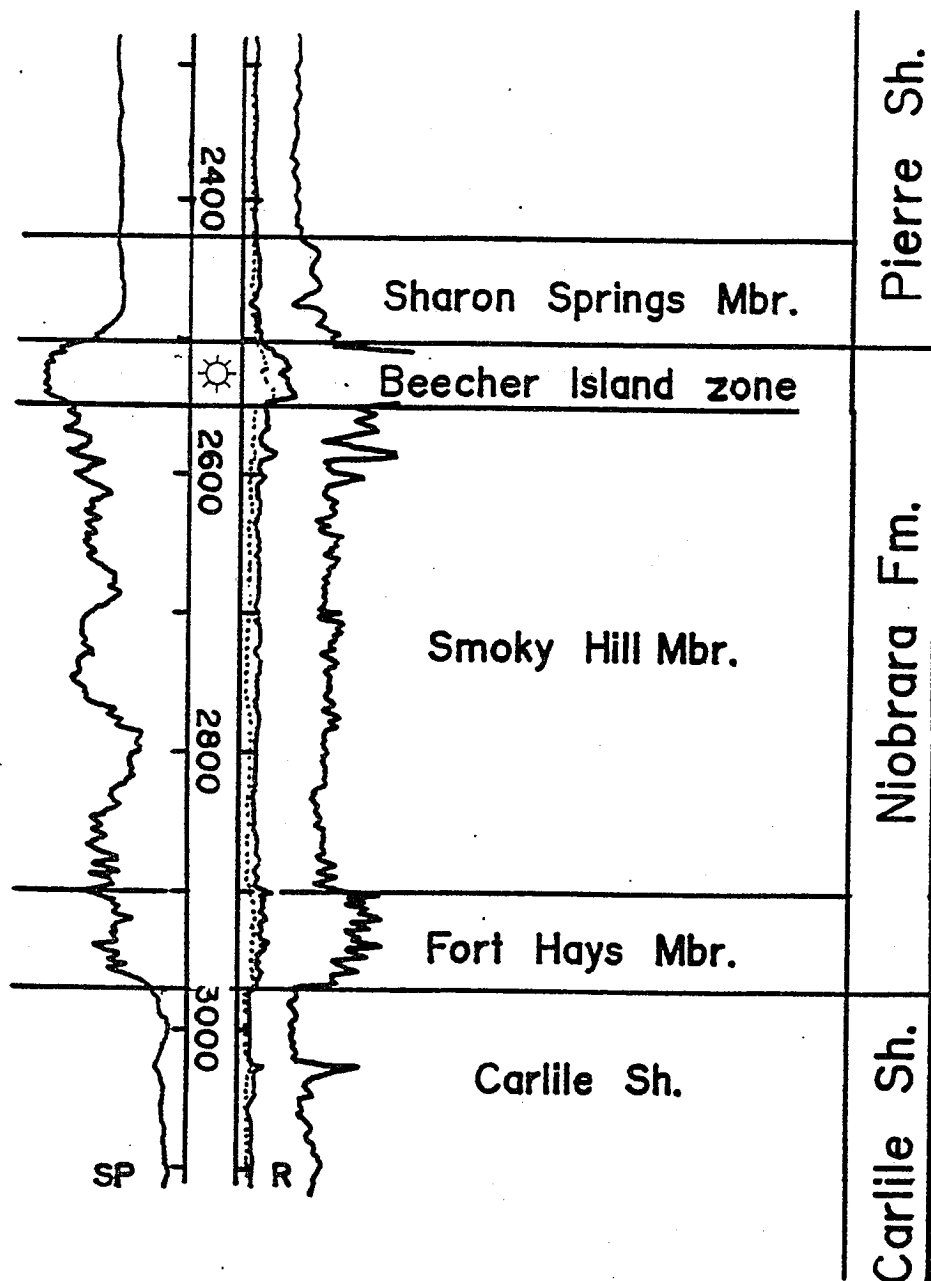 Pierre Sh.
2400
Sharon Springs Mbr.
Beecher Island zone
2600
Niobrara Fm.
Smoky Hill Mbr.
2800
Fort Hays Mbr.
3000
Carlile Sh.
Carlile Sh.
SP
R